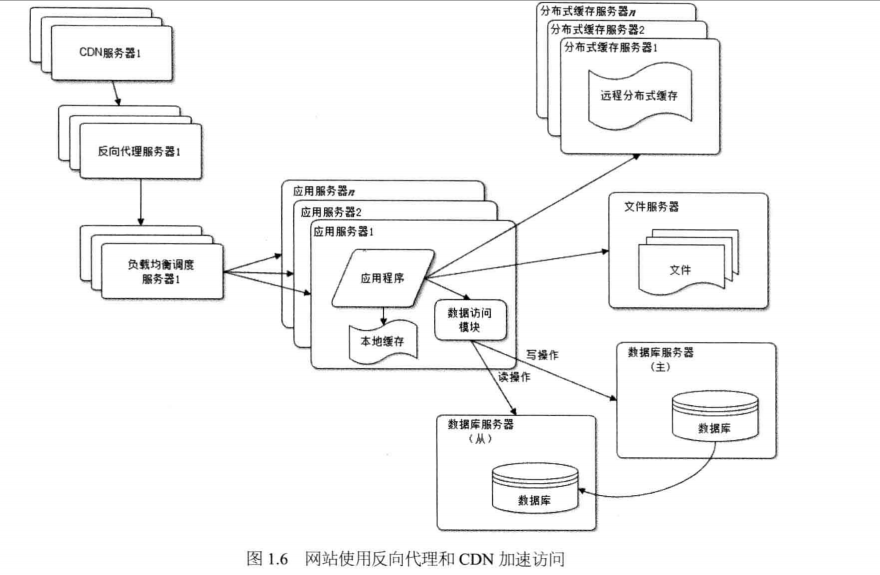 CDN服务器1
反向代理服务器1
负载均衡调度
服务器1
应用服务器n
应用服务器2
应用服务器1
应用程序
本地缓存
数据访问
模块
分布式缓存服务器n
分布式缓存服务器2
分布式缓存服务器1
远程分布式缓存
文件服务器
文件
写操作
读操作
数据库服务器
（主）
数据库
数据库服务器
（从）
数据库
图 1.6 网站使用反向代理和 CDN 加速访问